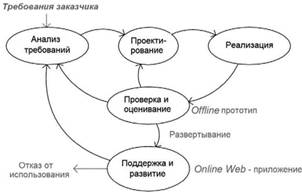 Требования заказчика
Анализ
требований
Проекти-
рование
Реализация
Проверка и
оценивание
Offline прототип
Развертывание
Поддержка и
развитие
Online Web - приложение
Отказ от
использования